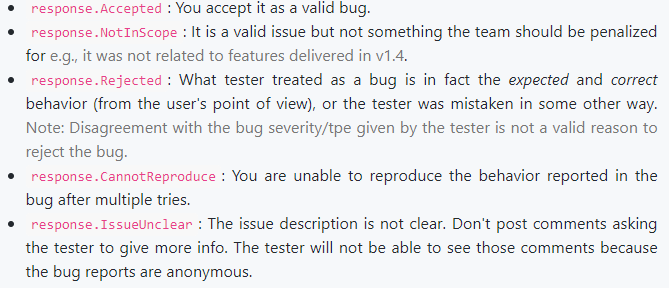 • response.Accepted : You accept it as a valid bug.
• response.NotInScope : It is a valid issue but not something the team should be penalized
for e.g., it was not related to features delivered in v1.4.
• response.Rejected : What tester treated as a bug is in fact the expected and correct
behavior (from the user's point of view), or the tester was mistaken in some other way.
Note: Disagreement with the bug severity/tpe given by the tester is not a valid reason to
reject the bug.
• response.CannotReproduce : You are unable to reproduce the behavior reported in the
bug after multiple tries.
• response.IssueUnclear : The issue description is not clear. Don't post comments asking
the tester to give more info. The tester will not be able to see those comments because
the bug reports are anonymous.